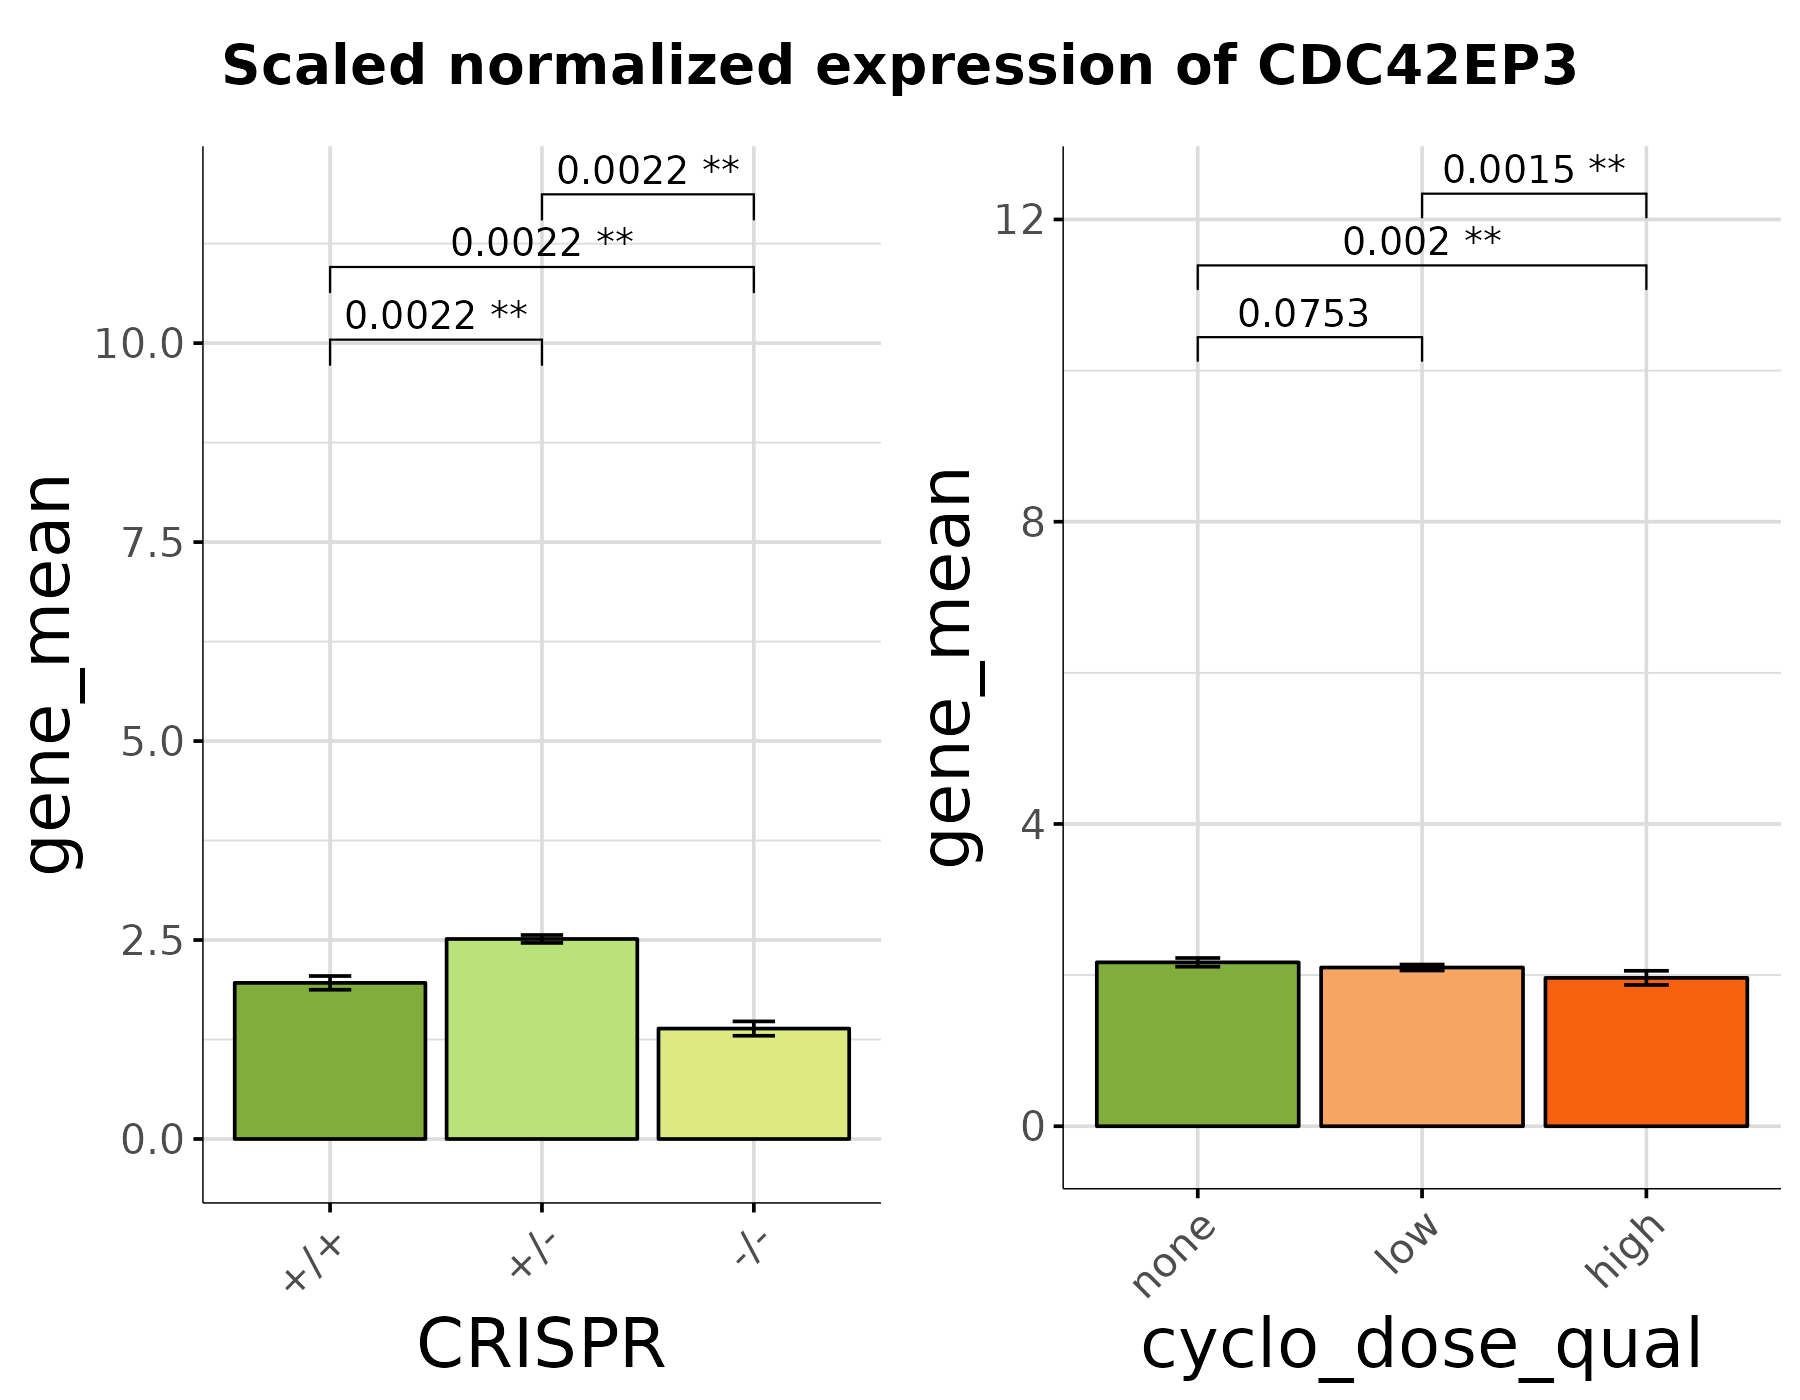 Scaled normalized expression of CDC42EP3
0.0022 **
0.0022 **
0.0022 **
10.0
7.5
5.0
2.5
0.0
gene_mean
+/+
+/-
-/-
CRISPR
0.0015 **
0.002 **
0.0753
12
8
4
0
gene_mean
none
low
high
cyclo_dose_qual